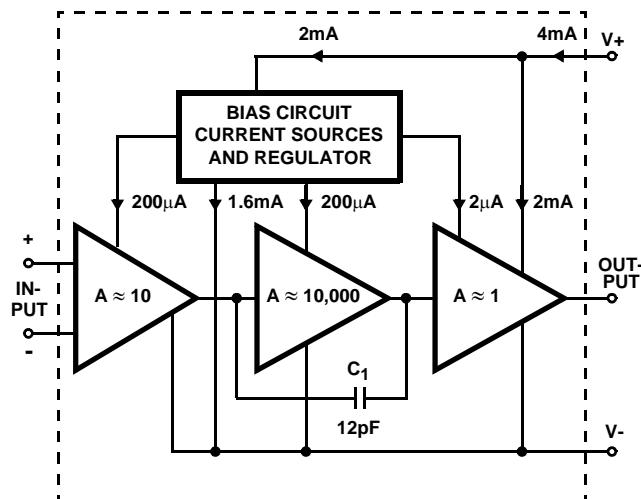 2mA
4mA
V+
BIAS CIRCUIT
CURRENT SOURCES
AND REGULATOR
200μA
1.6mA
200μA
2μA
2mA
+
IN-
PUT
-
A ≈ 10
A ≈ 10,000
A ≈ 1
OUT-
PUT
C1
12pF
V-